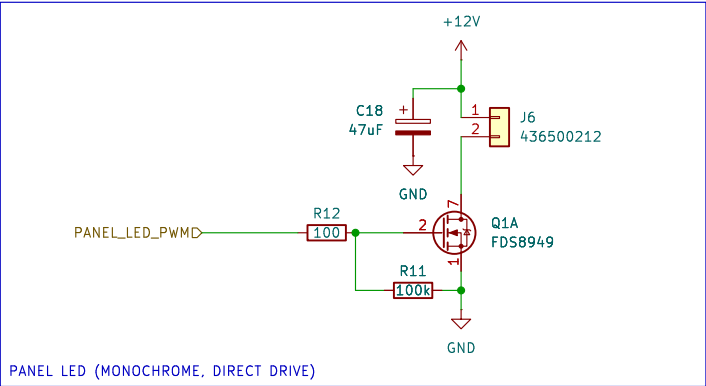 +12V
C18
47uF
+
1
2
J6
436500212
GND
PANEL_LED_PWM
R12
100
2
7
1
Q1A
FDS8949
R11
100k
GND
PANEL LED (MONOCHROME, DIRECT DRIVE)